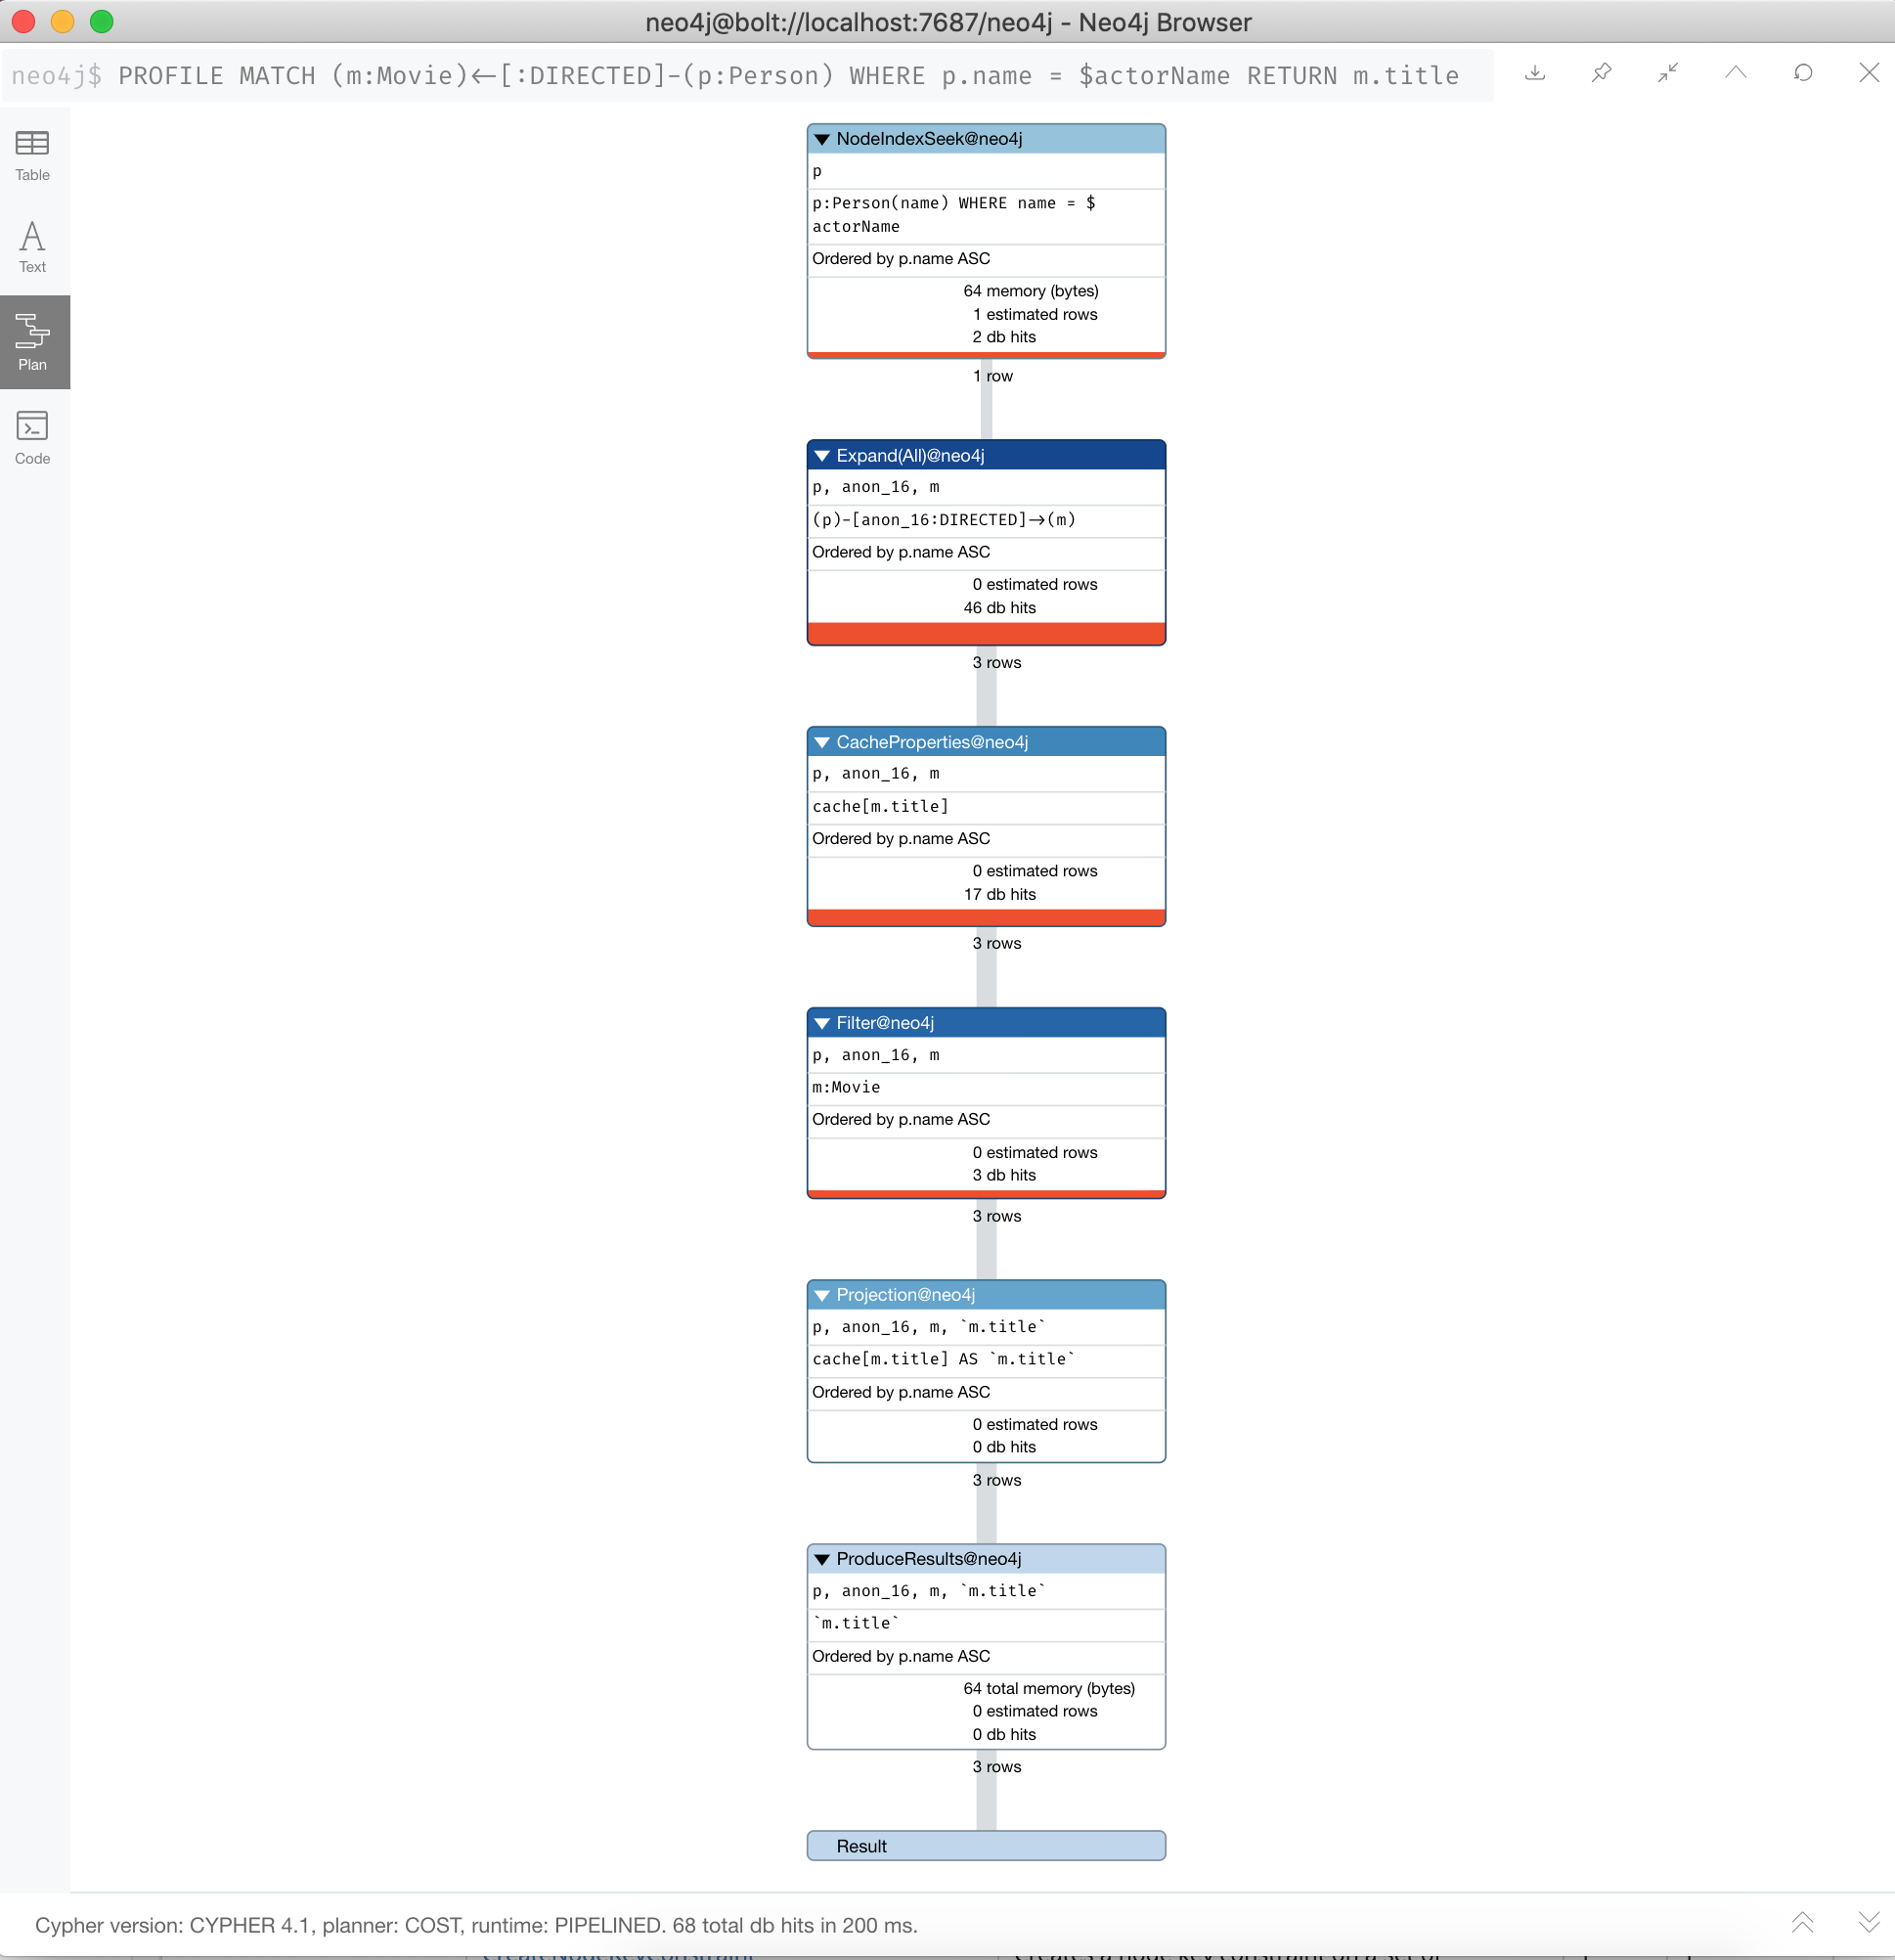 neo4j@bolt://localhost:7687/neo4j - Neo4j Browser
neo4j$ PROFILE MATCH (m:Movie)<-[:DIRECTED]-(p:Person) WHERE p.name = $actorName RETURN m.title
Table
Text
Plan
Code
NodeIndexSeek@neo4j
p
p:Person(name) WHERE name = $
actorName
Ordered by p.name ASC
64 memory (bytes)
1 estimated rows
2 db hits
1 row
Expand(All)@neo4j
p, anon_16, m
(p)-[anon_16:DIRECTED]->(m)
Ordered by p.name ASC
0 estimated rows
46 db hits
3 rows
CacheProperties@neo4j
p, anon_16, m
cache[m.title]
Ordered by p.name ASC
0 estimated rows
17 db hits
3 rows
Filter@neo4j
p, anon_16, m
m:Movie
Ordered by p.name ASC
0 estimated rows
3 db hits
3 rows
Projection@neo4j
p, anon_16, m, `m.title`
cache[m.title] AS `m.title`
Ordered by p.name ASC
0 estimated rows
0 db hits
3 rows
ProduceResults@neo4j
p, anon_16, m, `m.title`
`m.title`
Ordered by p.name ASC
64 total memory (bytes)
0 estimated rows
0 db hits
3 rows
Result
Cypher version: CYPHER 4.1, planner: COST, runtime: PIPELINED. 68 total db hits in 200 ms.